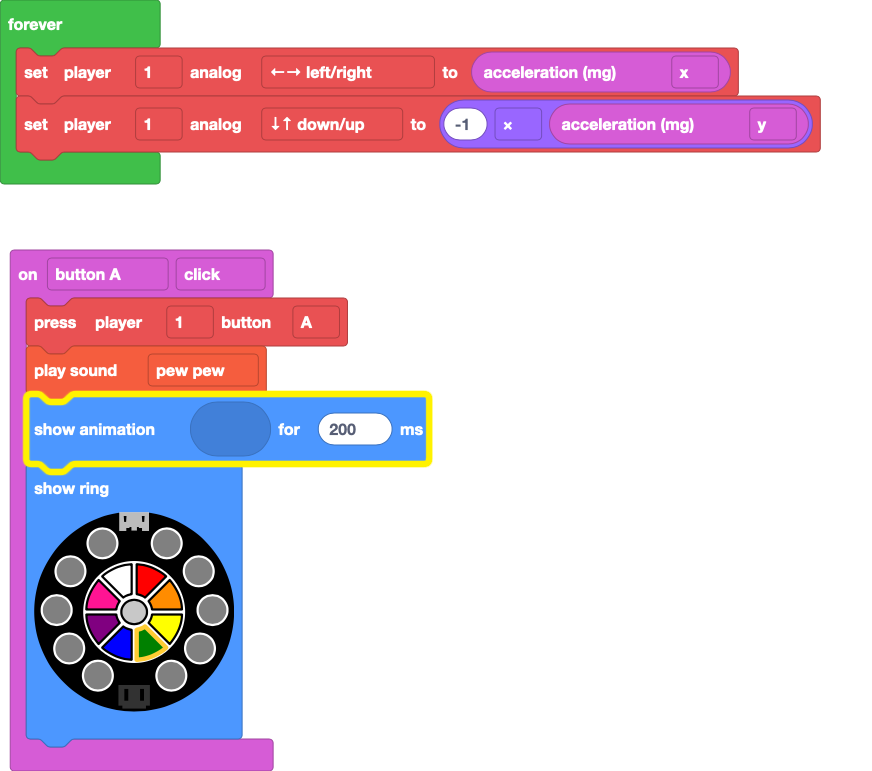 forever
set player 1 analog ←→ left/right to acceleration (mg) x
set player 1 analog ↓↑ down/up to -1 × acceleration (mg) y
on button A click
press player 1 button A
play sound pew pew
show animation for 200 ms
show ring